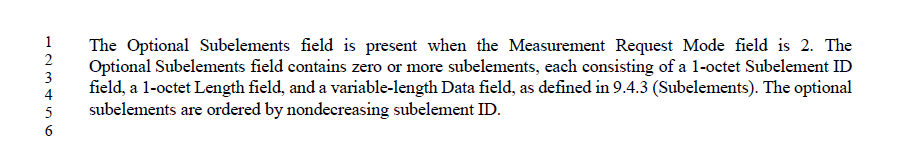 1
2
3
4
5
6
The Optional Subelements field is present when the Measurement Request Mode field is 2. The
Optional Subelements field contains zero or more subelements, each consisting of a 1-octet Subelement ID
field, a 1-octet Length field, and a variable-length Data field, as defined in 9.4.3 (Subelements). The optional
subelements are ordered by nondecreasing subelement ID.